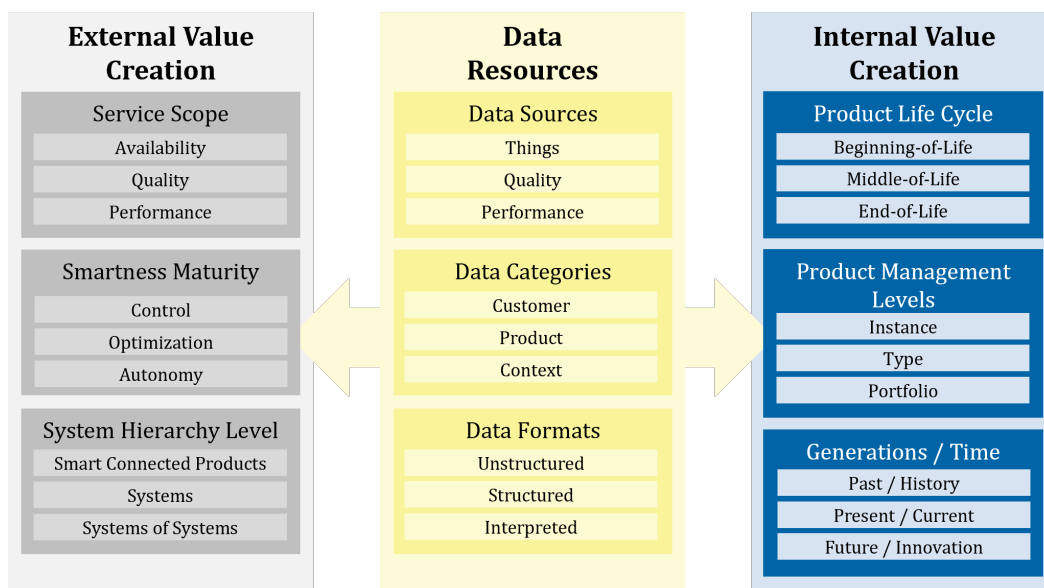 External Value
Creation
Service Scope
Availability
Quality
Performance
Smartness Maturity
Control
Optimization
Autonomy
System Hierarchy Level
Smart Connected Products
Systems
Systems of Systems
Data
Resources
Data Sources
Things
Quality
Performance
Data Categories
Customer
Product
Context
Data Formats
Unstructured
Structured
Interpreted
Internal Value
Creation
Product Life Cycle
Beginning-of-Life
Middle-of-Life
End-of-Life
Product Management
Levels
Instance
Type
Portfolio
Generations / Time
Past / History
Present / Current
Future / Innovation